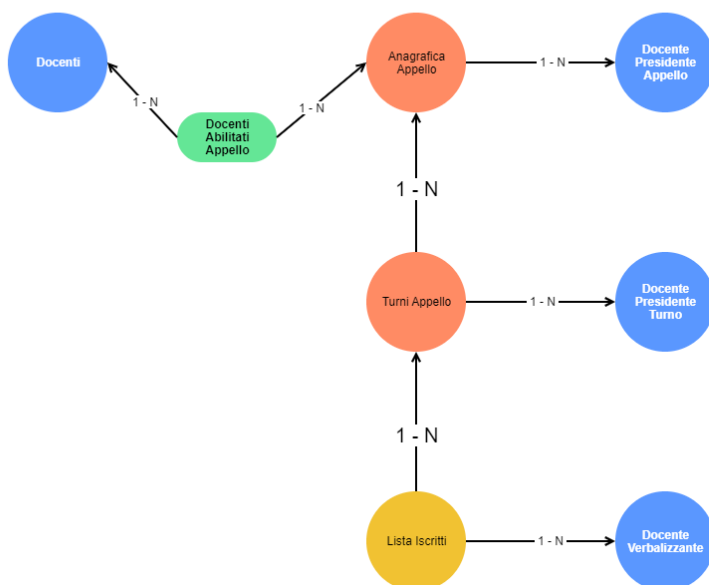 Docenti
Anagrafica
Appello
1 - N
Docente
Presidente
Appello
1 - N
1 - N
Docenti
Abilitati
Appello
1 - N
Turni Appello
1 - N
Docente
Presidente
Turno
1 - N
Lista Iscritti
1 - N
Docente
Verbalizzante